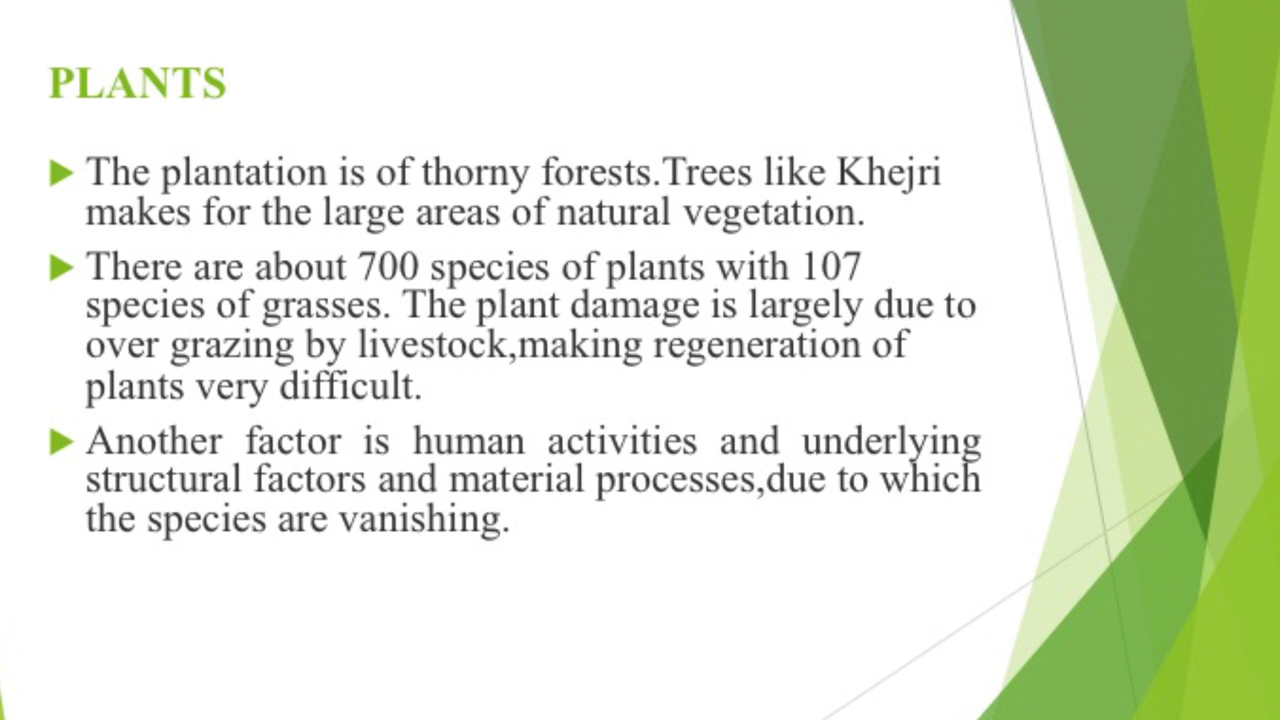 PLANTS
The plantation is of thorny forests.Trees like Khejri
makes for the large areas of natural vegetation.
There are about 700 species of plants with 107
species of grasses. The plant damage is largely due to
over grazing by livestock,making regeneration of
plants very difficult.
Another factor is human activities and underlying
structural factors and material processes,due to which
the species are vanishing.